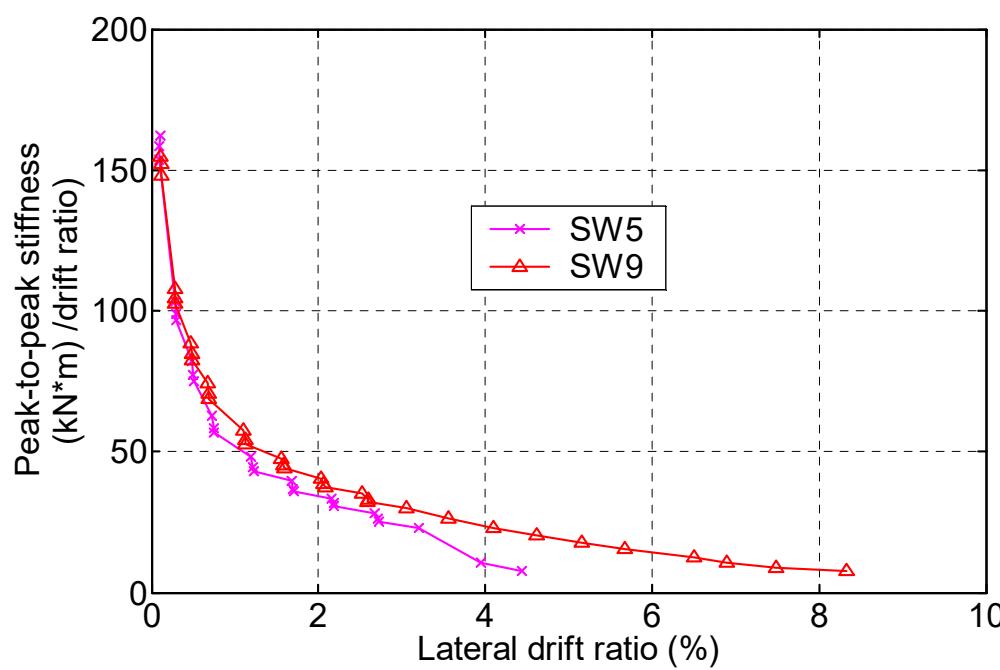 200
150
100
50
0
Peak-to-peak stiffness
(kN*m) /drift ratio)
SW5
SW9
0 2 4 6 8 10
Lateral drift ratio (%)